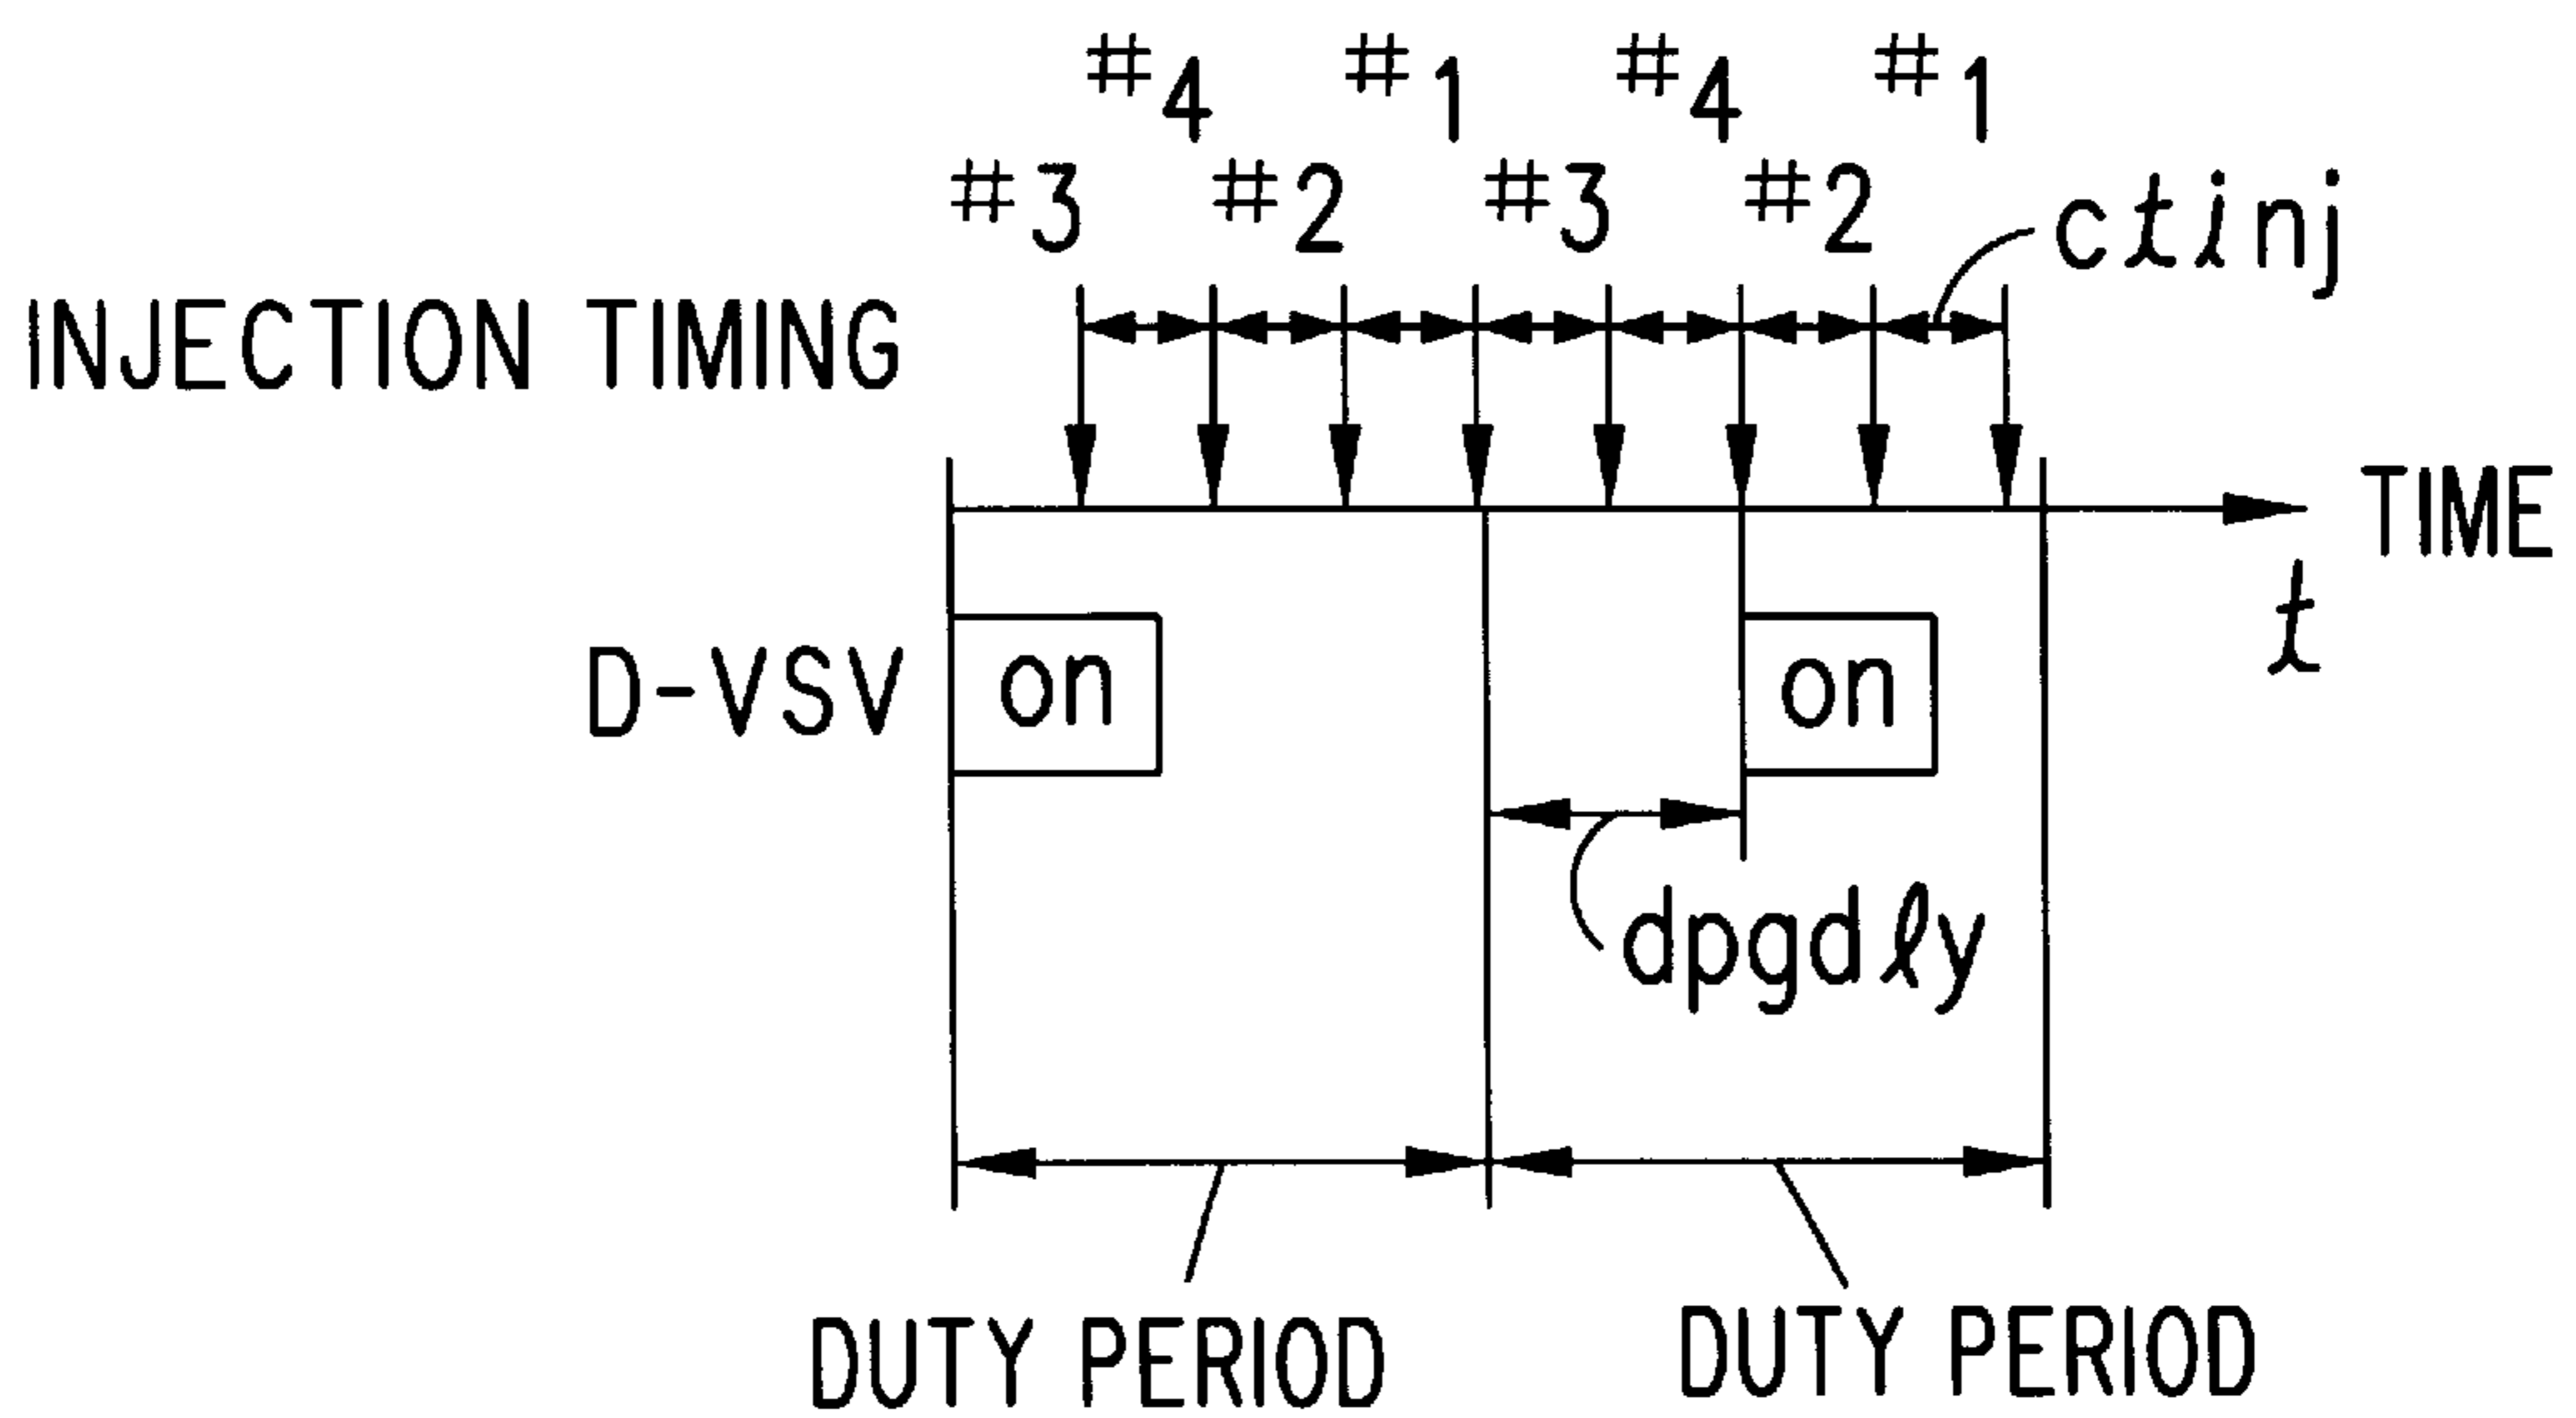 #4 #1 #4 #1
#3 #2 #3 #2 ctinj
INJECTION TIMING
TIME
t
D-VSV on on
dpgdly
DUTY PERIOD DUTY PERIOD